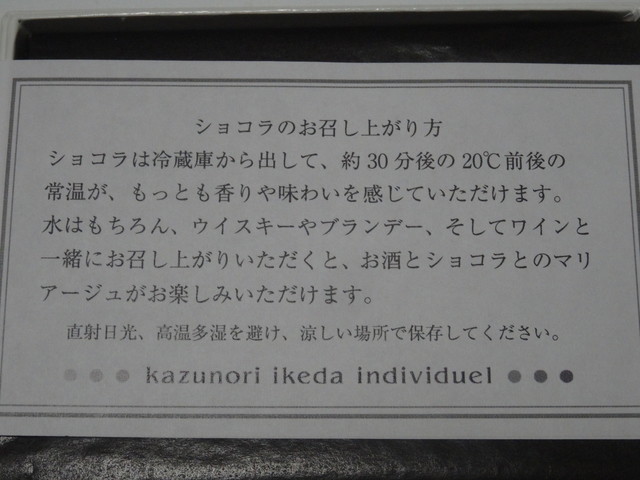 ショコラのお召し上がり方
ショコラは冷蔵庫から出して、約30分後の20℃前後の
常温が、もっとも香りや味わいを感じていただけます。
水はもちろん、ウイスキーやブランデー、そしてワインと
一緒にお召し上がりいただくと、お酒とショコラとのマリ
アージュがお楽しみいただけます。
直射日光、高温多湿を避け、涼しい場所で保存してください。
kazunori ikeda individuel